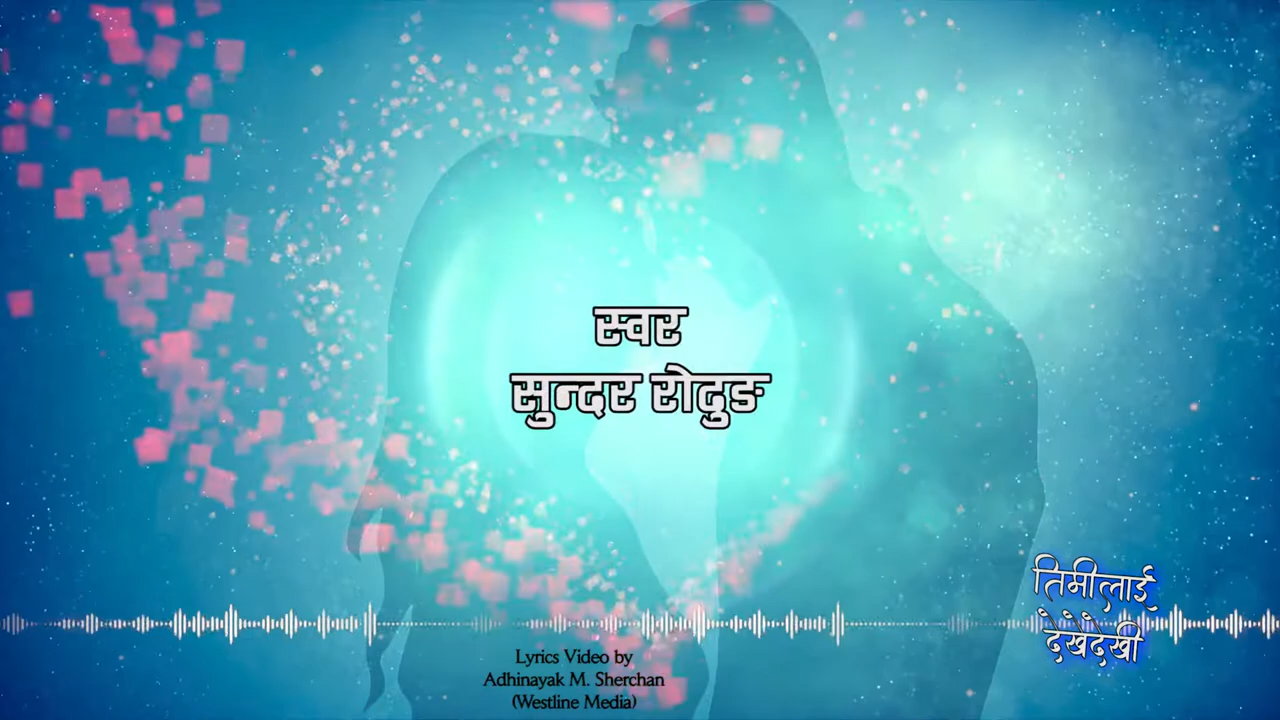 स्वर
सुन्दर रोदुङ
तिमीलाई
देखेदेखी
Lyrics Video by
Adhinayak M. Sherchan
(Westline Media)